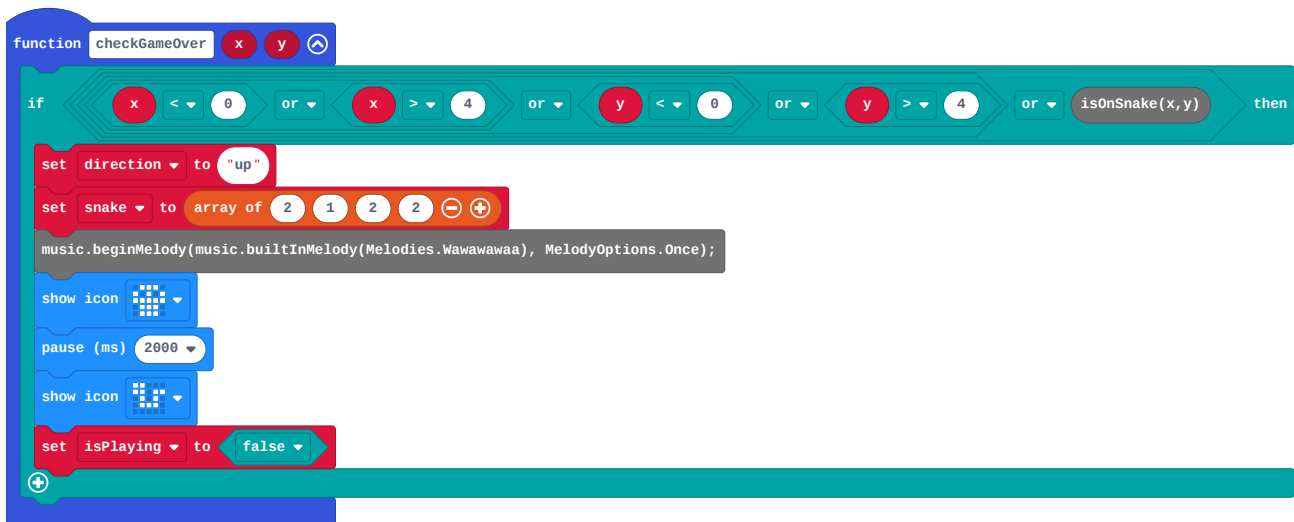 function checkGameOver x y
if x < 0 or x > 4 or y < 0 or y > 4 or isOnSnake(x,y) then
set direction to "up"
set snake to array of 2 1 2 2
music.beginMelody(music.builtInMelody(Melodies.Wawawawaa), MelodyOptions.Once);
show icon
pause (ms) 2000
show icon
set isPlaying to false